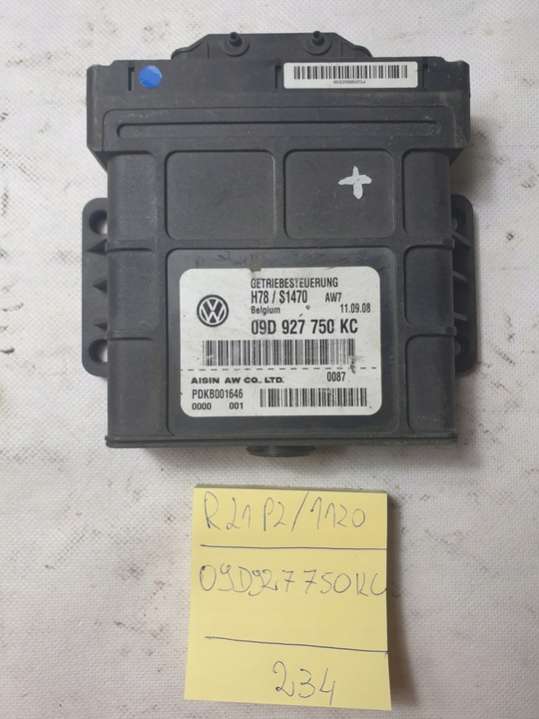 GETRIEBESTEUERUNG
H78 / S1470 AW7
Belgium 11.09.08
09D 927 750 KC
AISIN AW CO., LTD. 0087
PDKB001646
0000 001
R21P2/1120
09D927750KC
234